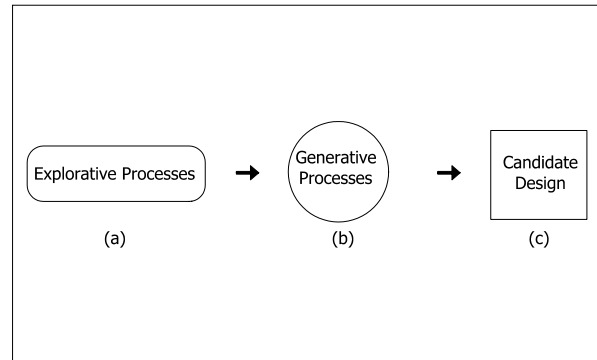 Explorative Processes
(a)
Generative
Processes
(b)
Candidate
Design
(c)